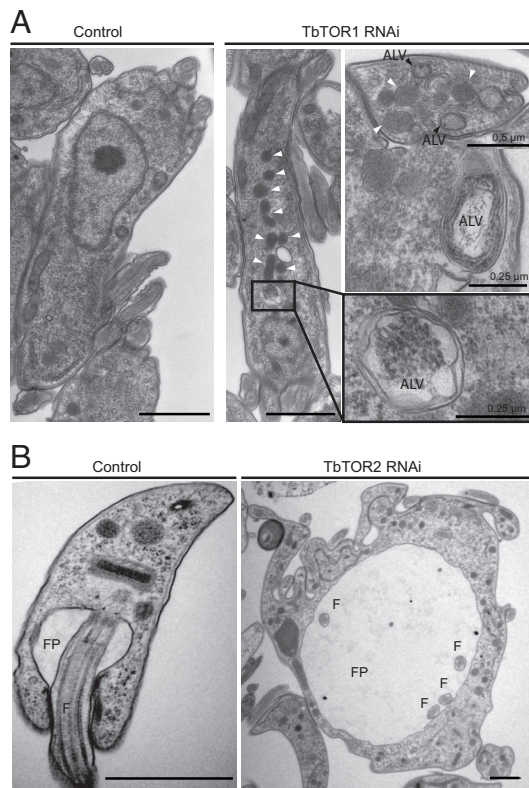 A
Control
TbTOR1 RNAi
ALV
ALV
0,5 µm
ALV
0,25 µm
ALV
0,25 µm
B
Control
TbTOR2 RNAi
FP
F
F
F
FP
F
F